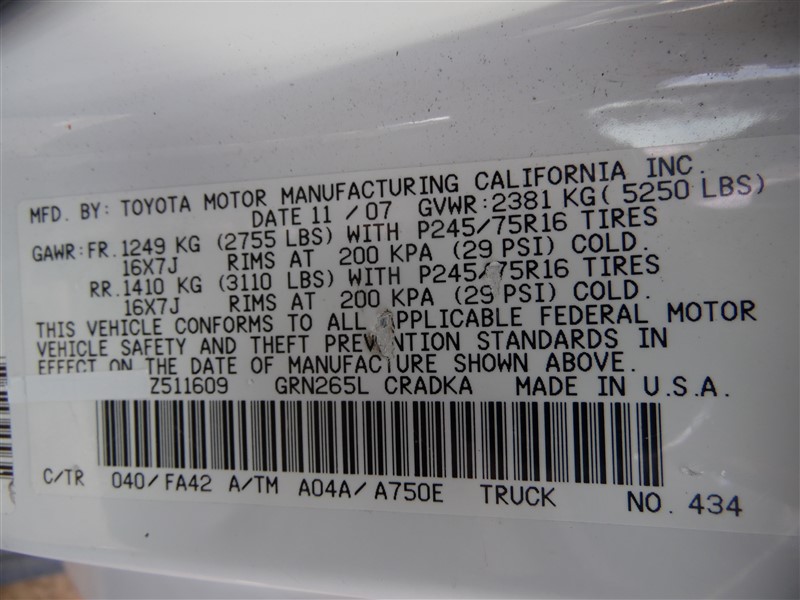 MFD. BY: TOYOTA MOTOR MANUFACTURING CALIFORNIA INC.
DATE 11 / 07 GVWR: 2381 KG ( 5250 LBS)
GAWR: FR. 1249 KG (2755 LBS) WITH P245/75R16 TIRES
16X7J RIMS AT 200 KPA (29 PSI) COLD.
RR. 1410 KG (3110 LBS) WITH P245/75R16 TIRES
16X7J RIMS AT 200 KPA (29 PSI) COLD.
THIS VEHICLE CONFORMS TO ALL APPLICABLE FEDERAL MOTOR
VEHICLE SAFETY AND THEFT PREVENTION STANDARDS IN
EFFECT ON THE DATE OF MANUFACTURE SHOWN ABOVE.
Z511609 GRN265L CRADKA MADE IN U.S.A.
C/TR 040/FA42 A/TM A04A/A750E TRUCK NO. 434